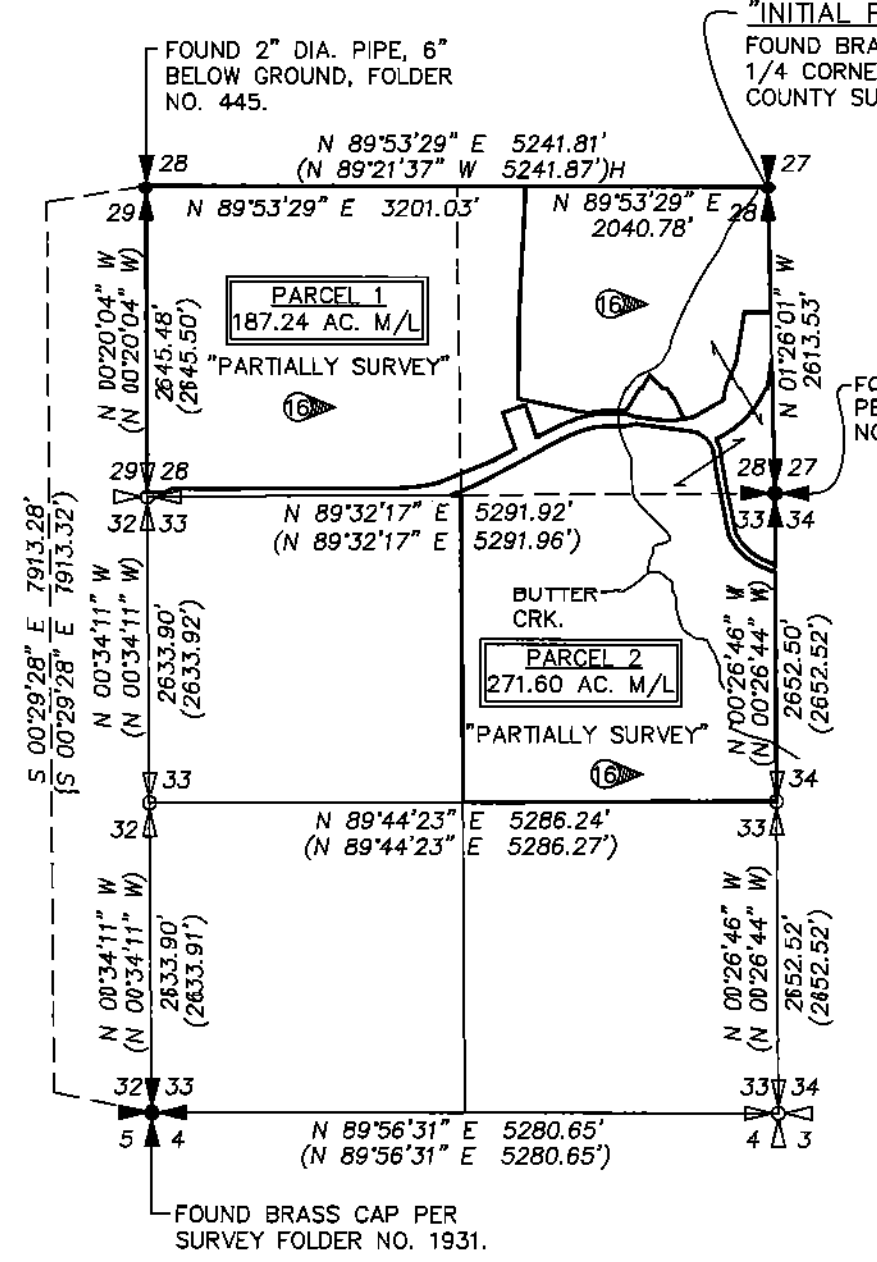 "INITIAL
FOUND 2" DIA. PIPE, 6"
BELOW GROUND, FOLDER
NO. 445.
FOUND
1/4
COUNTY
N 89°53'29" E 5241.81'
(N 89°21'37" W 5241.87')H
28
27
29
N 89°53'29" E 3201.03'
N 89°53'29" E
2040.78'
28
N 00°20'04" W
(N 00°20'04" W)
2645.48'
(2645.50')
PARCEL 1
187.24 AC. M/L
"PARTIALLY SURVEY"
16
16
N 01°26'01" W
2613.53'
NO
29 28
32 33
28 27
33 34
N 89°32'17" E 5291.92'
(N 89°32'17" E 5291.96')
S 00°29'28" E 7913.28'
(S 00°29'28" E 7913.32')
N 00°34'11" W
(N 00°34'11" W)
2633.90'
(2633.92')
BUTTER
CRK.
PARCEL 2
271.60 AC. M/L
"PARTIALLY SURVEY"
16
N 00°26'46" W
(N 00°26'44" W)
2652.50'
(2652.52')
33
32
34
33
N 89°44'23" E 5286.24'
(N 89°44'23" E 5286.27')
N 00°34'11" W
(N 00°34'11" W)
2633.90'
(2633.91')
N 00°26'46" W
(N 00°26'44" W)
2652.52'
(2652.52')
32 33
5 4
33 34
4 3
N 89°56'31" E 5280.65'
(N 89°56'31" E 5280.65')
FOUND BRASS CAP PER
SURVEY FOLDER NO. 1931.